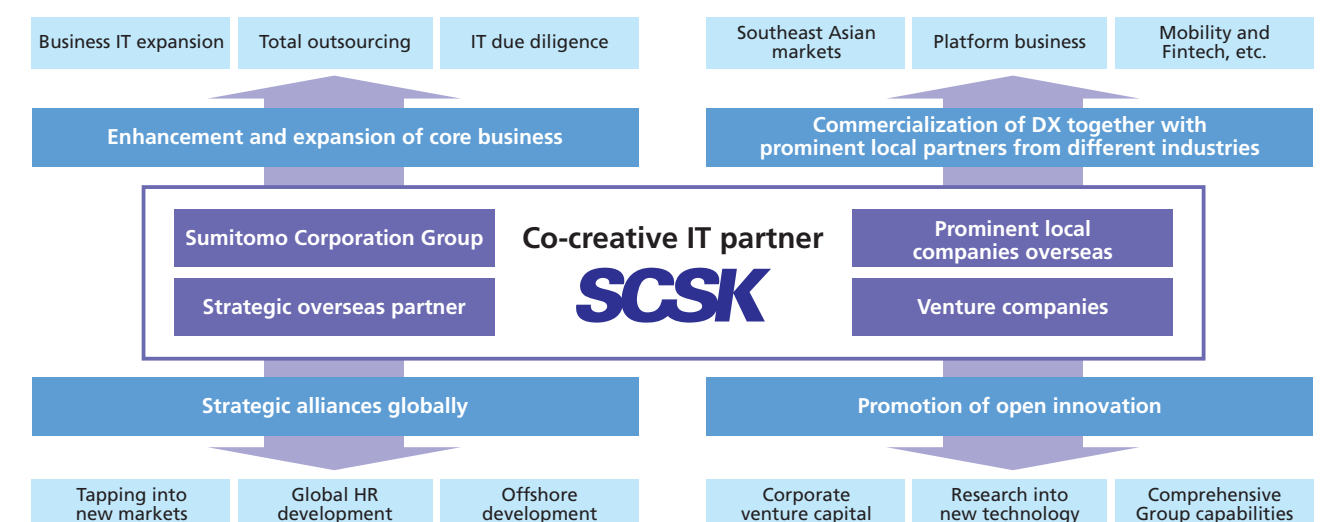 Business IT expansion
Total outsourcing
IT due diligence
Southeast Asian
markets
Platform business
Mobility and
Fintech, etc.
Enhancement and expansion of core business
Commercialization of DX together with
prominent local partners from different industries
Sumitomo Corporation Group
Strategic overseas partner
Co-creative IT partner
SCSK
Prominent local
companies overseas
Venture companies
Strategic alliances globally
Promotion of open innovation
Tapping into
new markets
Global HR
development
Offshore
development
Corporate
venture capital
Research into
new technology
Comprehensive
Group capabilities